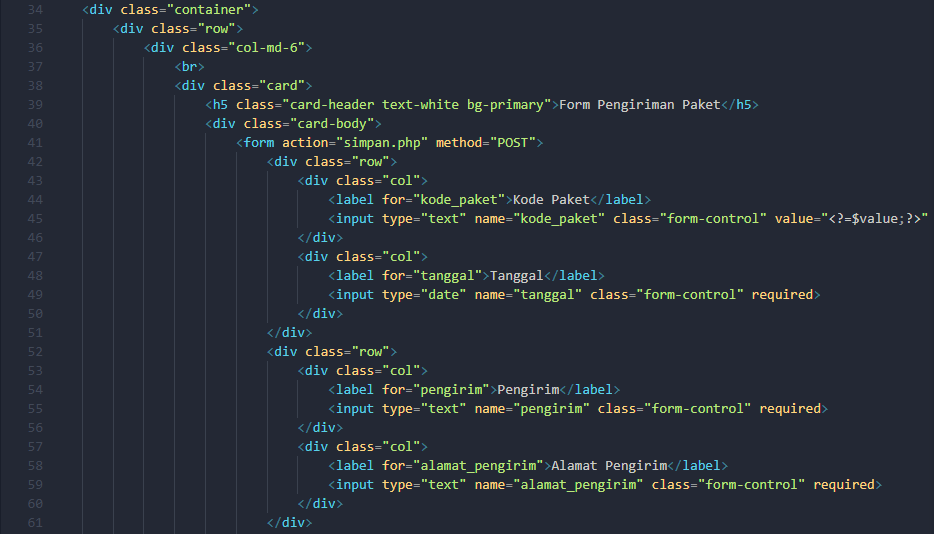 34 <div class="container">
35 <div class="row">
36 <div class="col-md-6">
37 <br>
38 <div class="card">
39 <h5 class="card-header text-white bg-primary">Form Pengiriman Paket</h5>
40 <div class="card-body">
41 <form action="simpan.php" method="POST">
42 <div class="row">
43 <div class="col">
44 <label for="kode_paket">Kode Paket</label>
45 <input type="text" name="kode_paket" class="form-control" value="<?=$value;?>"
46 </div>
47 <div class="col">
48 <label for="tanggal">Tanggal</label>
49 <input type="date" name="tanggal" class="form-control" required>
50 </div>
51 </div>
52 <div class="row">
53 <div class="col">
54 <label for="pengirim">Pengirim</label>
55 <input type="text" name="pengirim" class="form-control" required>
56 </div>
57 <div class="col">
58 <label for="alamat_pengirim">Alamat Pengirim</label>
59 <input type="text" name="alamat_pengirim" class="form-control" required>
60 </div>
61 </div>